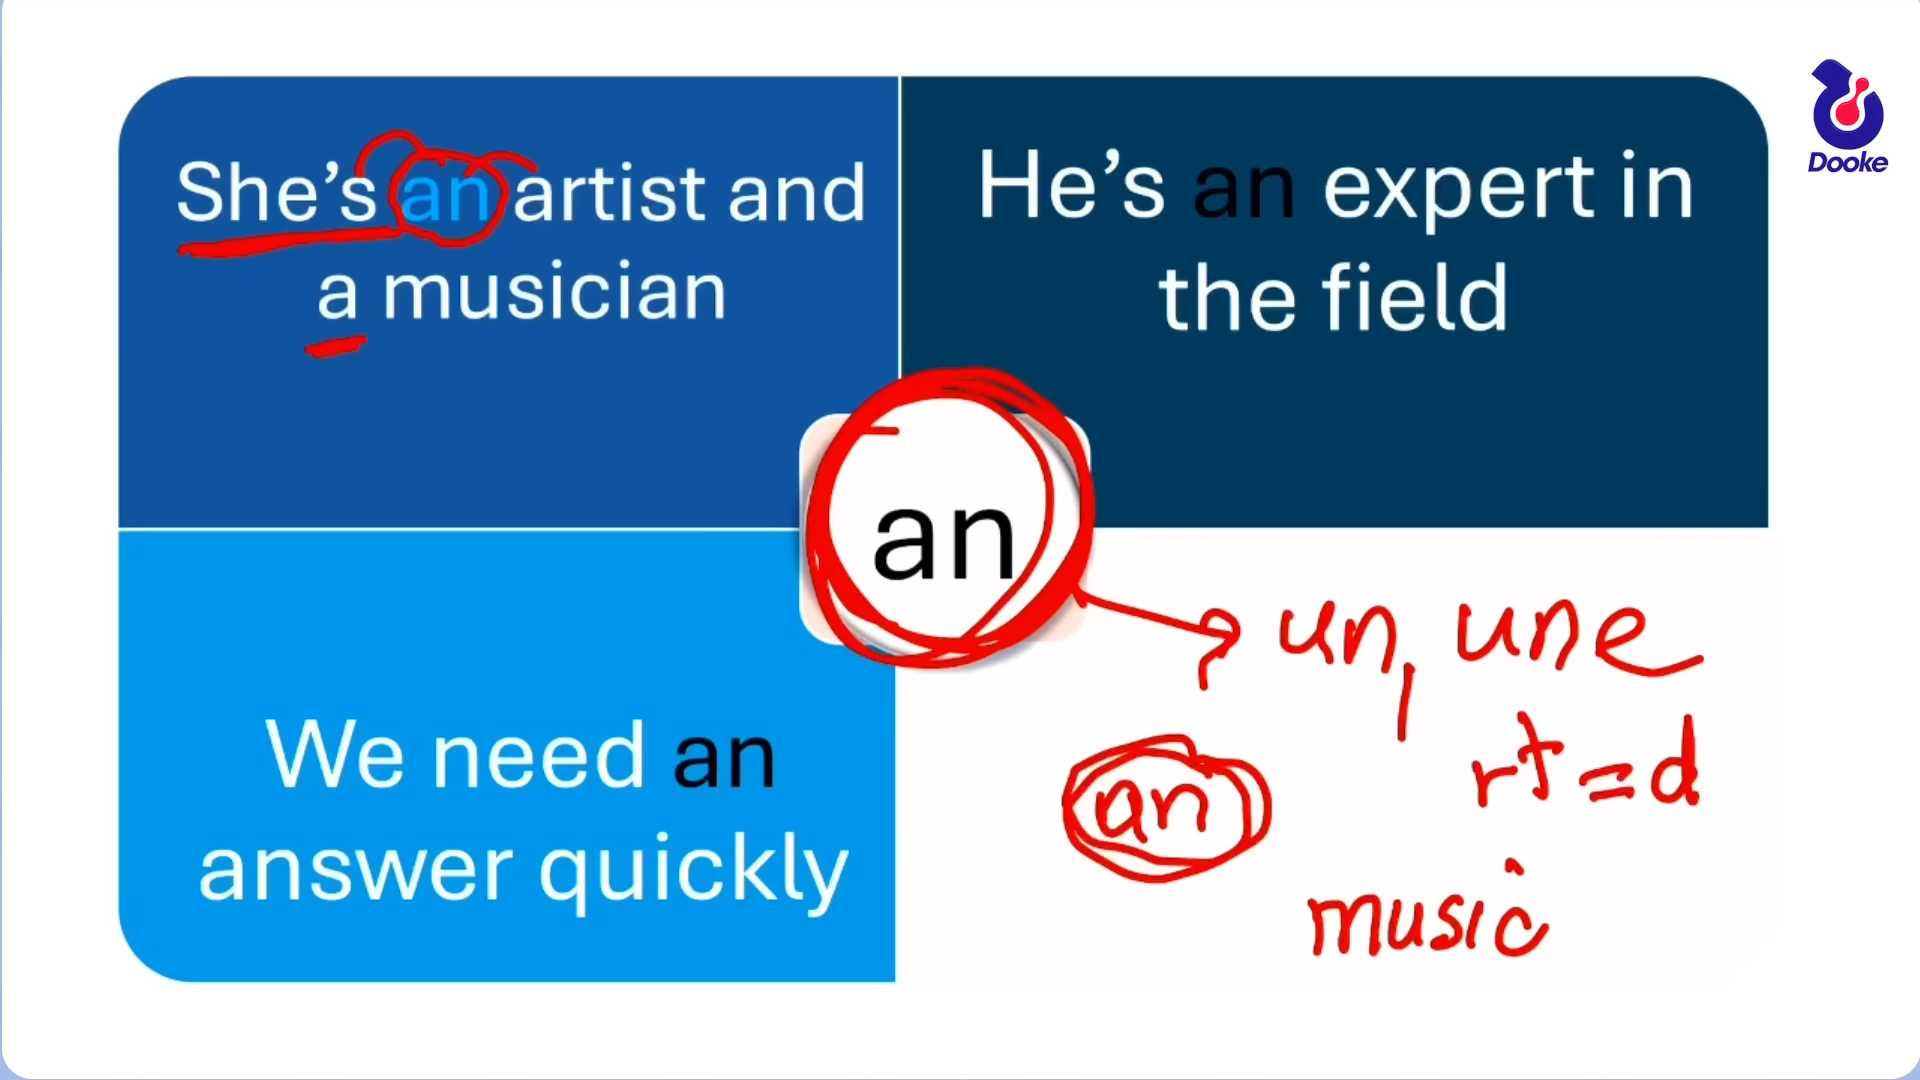 Dooke
She's an artist and
a musician
He's an expert in
the field
an
We need an
answer quickly
un, une
rt = d
an
music